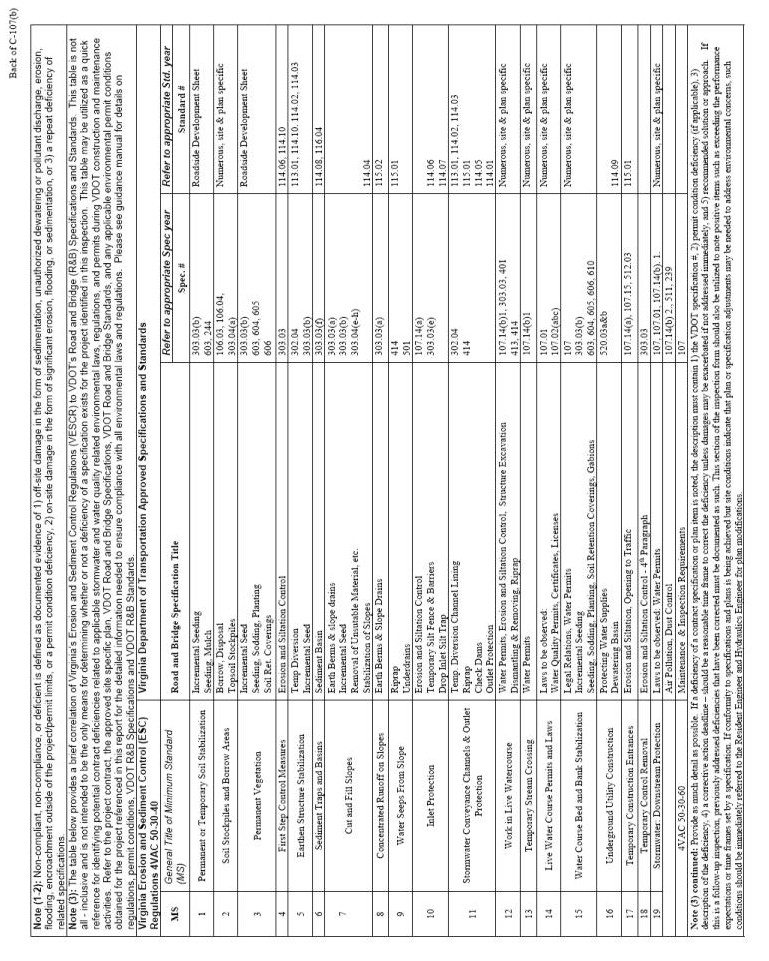 Back of C-107(b)
Note (1-2): Non-compliant, non-compliance, or deficient is defined as documented evidence of 1) off-site damage in the form of sedimentation, unauthorized dewatering or pollutant discharge, erosion,
flooding, encroachment outside of the project/permit limits, or a permit condition deficiency, 2) on-site damage in the form of significant erosion, flooding, or sedimentation, or 3) a repeat deficiency of
related specifications.
Note (3): The table below provides a brief correlation of Virginia's Erosion and Sediment Control Regulations (VESCR) to VDOT's Road and Bridge (R&B) Specifications and Standards. This table is not
all - inclusive and is not intended to be the only means for determining whether or not a deficiency of a specification exists for the project identified in this inspection. This table may be utilized as a quick
reference for identifying potential contract deficiencies related to applicable stormwater and water quality related environmental laws, regulations, and permits during VDOT construction and maintenance
activities. Refer to the project contract, the approved site specific plan, VDOT Road and Bridge Specifications, VDOT Road and Bridge Standards, and any applicable environmental permit conditions
obtained for the project referenced in this report for the detailed information needed to ensure compliance with all environmental laws and regulations. Please see guidance manual for details on
regulations, permit conditions, VDOT R&B Specifications and VDOT R&B Standards.
Virginia Erosion and Sediment Control (ESC) Virginia Department of Transportation Approved Specifications and Standards
Regulations 4VAC 50-30-40
MS General Title of Minimum Standard Road and Bridge Specification Title Refer to appropriate Spec year Refer to appropriate Std. year
(MS) Spec. # Standard #
1 Permanent or Temporary Soil Stabilization Incremental Seeding 303.03(b) Roadside Development Sheet
Seeding, Mulch 603, 244
2 Soil Stockpiles and Borrow Areas Borrow, Disposal 106.03, 106.04, Numerous, site & plan specific
Topsoil Stockpiles 303.04(a)
3 Permanent Vegetation Incremental Seed 303.03(b) Roadside Development Sheet
Seeding, Sodding, Planting 603, 604, 605
Soil Ret. Coverings 606
4 First Step Control Measures Erosion and Siltation Control 303.03 114.06, 114.10
5 Earthen Structure Stabilization Temp Diversion 302.04 113.01, 114.10, 114.02, 114.03
Incremental Seed 303.03(b)
6 Sediment Traps and Basins Sediment Basin 303.03(f) 114.08, 116.04
7 Cut and Fill Slopes Earth Berms & slope drains 303.03(a)
Incremental Seed 303.03(b)
Removal of Unsuitable Material, etc. 303.04(e-h)
Stabilization of Slopes 114.04
8 Concentrated Runoff on Slopes Earth Berms & Slope Drains 303.03(a) 115.02
9 Water Seeps From Slope Riprap 414 115.01
Underdrains 501
10 Inlet Protection Erosion and Siltation Control 107.14(a)
Temporary Silt Fence & Barriers 303.03(e) 114.06
Drop Inlet Silt Trap 114.07
11 Stormwater Conveyance Channels & Outlet Protection Temp. Diversion Channel Lining 302.04 113.01, 114.02, 114.03
Riprap 414 115.01
Check Dams 114.05
Outlet Protection 114.01
12 Work in Live Watercourse Water Permits, Erosion and Siltation Control, Structure Excavation 107.14(b)1, 303.03, 401 Numerous, site & plan specific
Dismantling & Removing, Riprap 413, 414
13 Temporary Stream Crossing Water Permits 107.14(b)1 Numerous, site & plan specific
14 Live Water Course Permits and Laws Laws to be observed: 107.01 Numerous, site & plan specific
Water Quality Permits, Certificates, Licenses 107.02(abc)
15 Water Course Bed and Bank Stabilization Legal Relations, Water Permits 107 Numerous, site & plan specific
Incremental Seeding 303.03(b)
Seeding, Sodding, Planting, Soil Retention Coverings, Gabions 603, 604, 605, 606, 610
16 Underground Utility Construction Protecting Water Supplies 520.03a&b
Dewatering Basin 114.09
17 Temporary Construction Entrances Erosion and Siltation, Opening to Traffic 107.14(a), 107.15, 512.03 115.01
18 Temporary Control Removal Erosion and Siltation Control - 4th Paragraph 303.03
19 Stormwater: Downstream Protection Laws to be observed: Water Permits 107, 107.01, 107.14(b). 1. Numerous, site & plan specific
Air Pollution, Dust Control 107.14(b) 2., 511, 239
4VAC 50-30-60 Maintenance & Inspection Requirements 107
Note (3) continued: Provide as much detail as possible. If a deficiency of a contract specification or plan item is noted, the description must contain 1) the VDOT specification #, 2) permit condition deficiency (if applicable), 3)
description of the deficiency, 4) a corrective action deadline – should be a reasonable time frame to correct the deficiency unless damages may be exacerbated if not addressed immediately, and 5) recommended solution or approach. If
this is a follow-up inspection, previously addressed deficiencies that have been corrected must be documented as such. This section of the inspection form should also be utilized to note positive items such as exceeding the performance
expectations or time frames set by a specification. If conformity to specifications and plans is being achieved but site conditions indicate that plan or specification adjustments may be needed to address environmental concerns, such
conditions should be immediately referred to the Resident Engineer and Hydraulics Engineer for plan modifications.